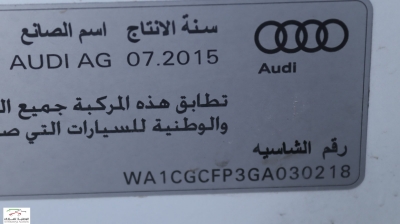 اسم الصانع سنة الانتاج
AUDI AG 07.2015
Audi
تطابق هذه المركبة جميع
والوطنية للسيارات التي
رقم الشاسيه
WA1CGCFP3GA030218